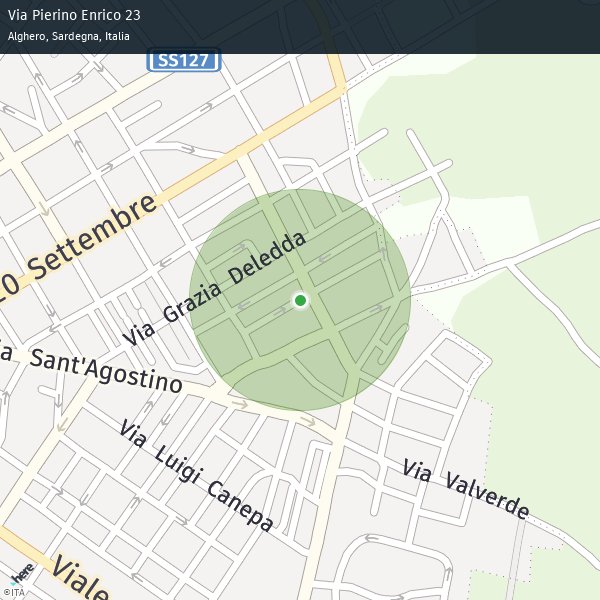 Via Pierino Enrico 23
Alghero, Sardegna, Italia
SS127
20 Settembre
Via Grazia Deledda
Sant'Agostino
Via Luigi Canepa
Via Valverde
Viale
here
©ITA